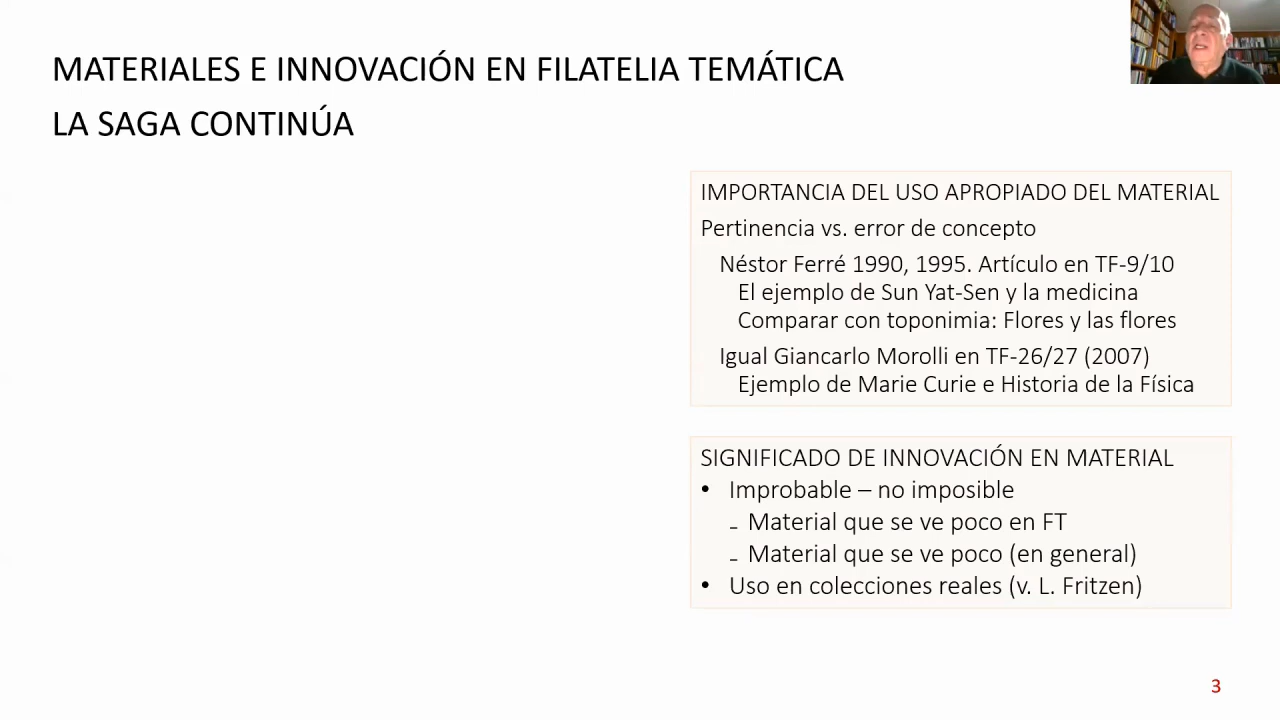 MATERIALES E INNOVACIÓN EN FILATELIA TEMÁTICA
LA SAGA CONTINÚA
IMPORTANCIA DEL USO APROPIADO DEL MATERIAL
Pertinencia vs. error de concepto
Néstor Ferré 1990, 1995. Artículo en TF-9/10
El ejemplo de Sun Yat-Sen y la medicina
Comparar con toponimia: Flores y las flores
Igual Giancarlo Morolli en TF-26/27 (2007)
Ejemplo de Marie Curie e Historia de la Física
SIGNIFICADO DE INNOVACIÓN EN MATERIAL
• Improbable – no imposible
– Material que se ve poco en FT
– Material que se ve poco (en general)
• Uso en colecciones reales (v. L. Fritzen)
3